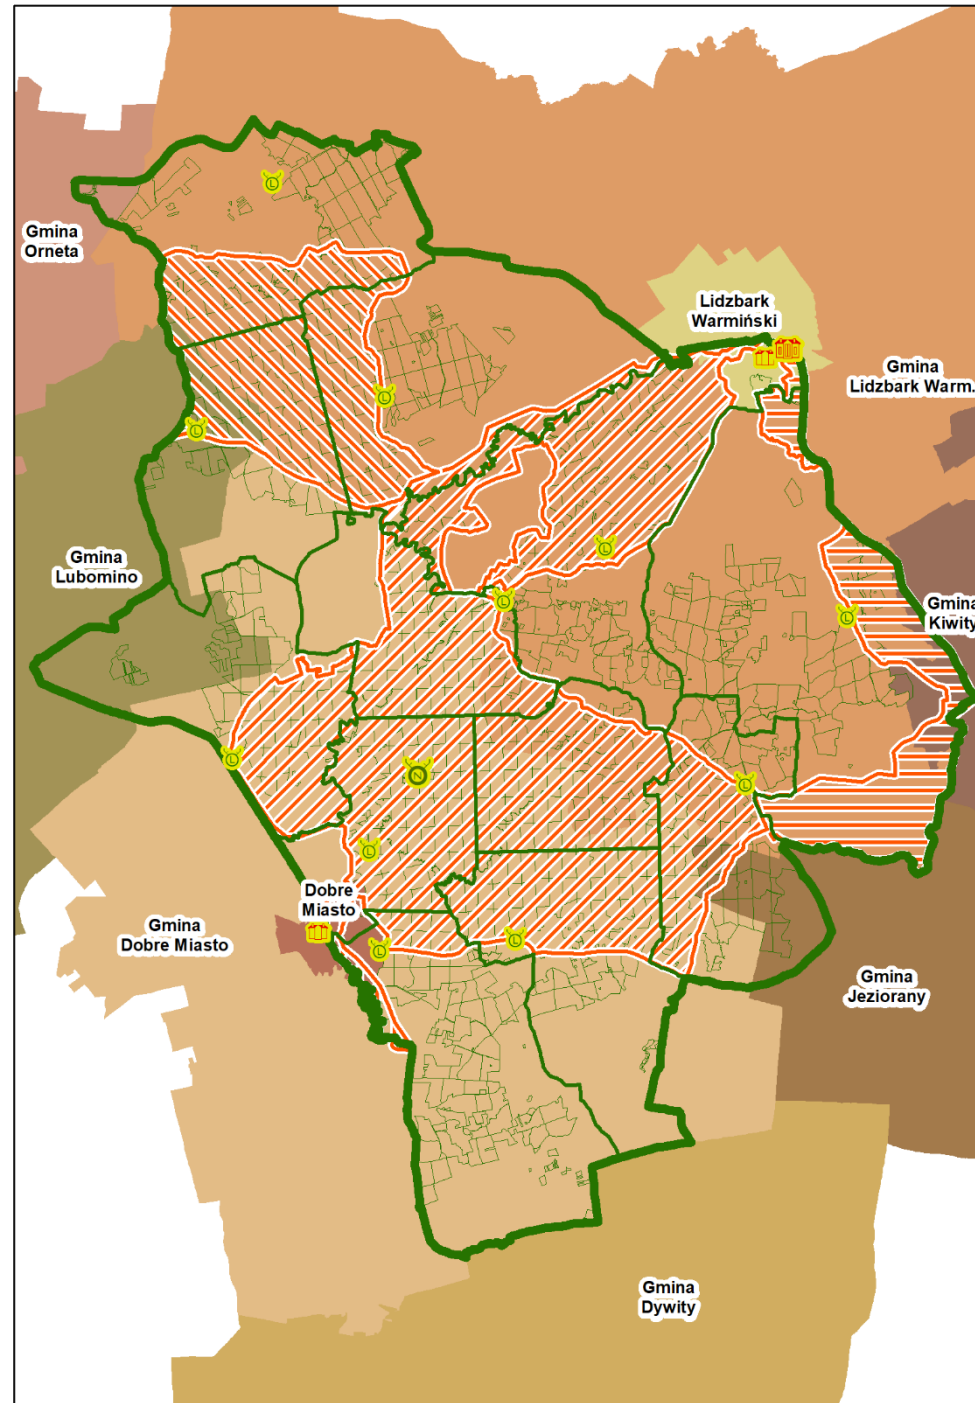 Gmina
Orneta
Lidzbark
Warmiński
Gmina
Lidzbark Warm.
Gmina
Lubomino
Gmina
Kiwity
L
L
L
L
L
L
L
N
L
L
Dobre
Miasto
Gmina
Dobre Miasto
L
L
Gmina
Jeziorany
Gmina
Dywity